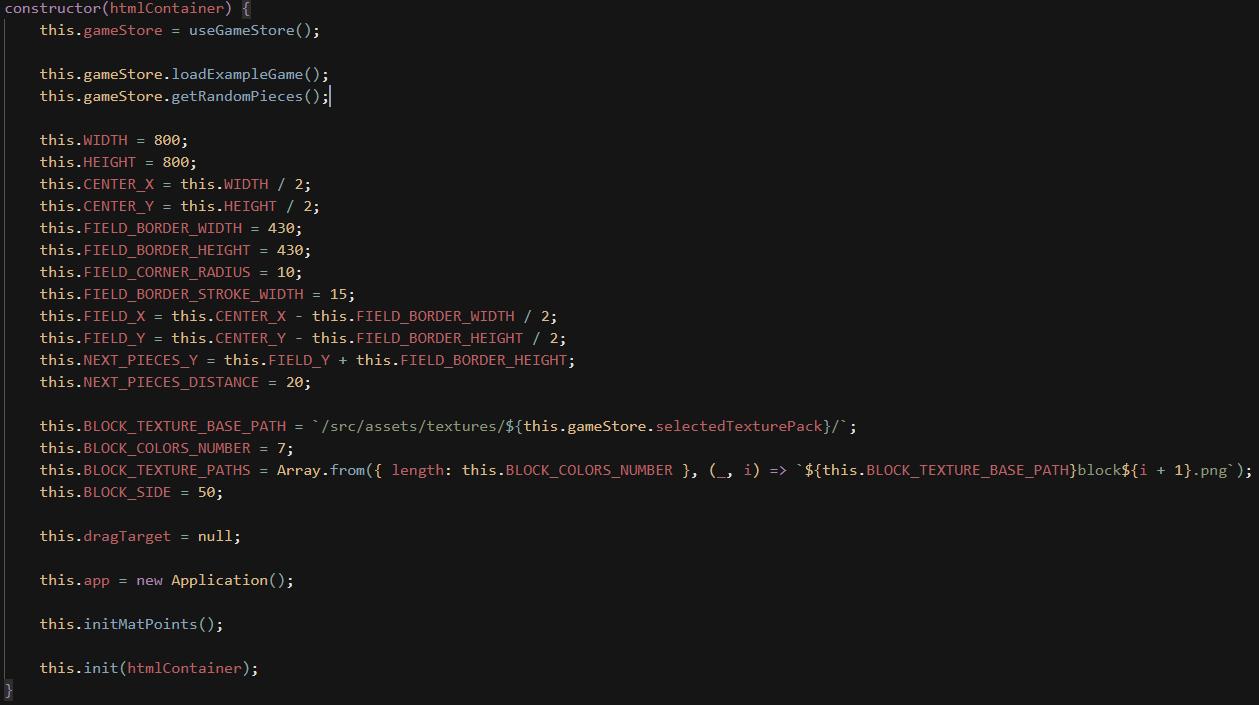 constructor(htmlContainer) {
this.gameStore = useGameStore();
this.gameStore.loadExampleGame();
this.gameStore.getRandomPieces();
this.WIDTH = 800;
this.HEIGHT = 800;
this.CENTER_X = this.WIDTH / 2;
this.CENTER_Y = this.HEIGHT / 2;
this.FIELD_BORDER_WIDTH = 430;
this.FIELD_BORDER_HEIGHT = 430;
this.FIELD_CORNER_RADIUS = 10;
this.FIELD_BORDER_STROKE_WIDTH = 15;
this.FIELD_X = this.CENTER_X - this.FIELD_BORDER_WIDTH / 2;
this.FIELD_Y = this.CENTER_Y - this.FIELD_BORDER_HEIGHT / 2;
this.NEXT_PIECES_Y = this.FIELD_Y + this.FIELD_BORDER_HEIGHT;
this.NEXT_PIECES_DISTANCE = 20;
this.BLOCK_TEXTURE_BASE_PATH = `/src/assets/textures/${this.gameStore.selectedTexturePack}/`;
this.BLOCK_COLORS_NUMBER = 7;
this.BLOCK_TEXTURE_PATHS = Array.from({ length: this.BLOCK_COLORS_NUMBER }, (_, i) => `${this.BLOCK_TEXTURE_BASE_PATH}block${i + 1}.png`);
this.BLOCK_SIDE = 50;
this.dragTarget = null;
this.app = new Application();
this.initMatPoints();
this.init(htmlContainer);
}